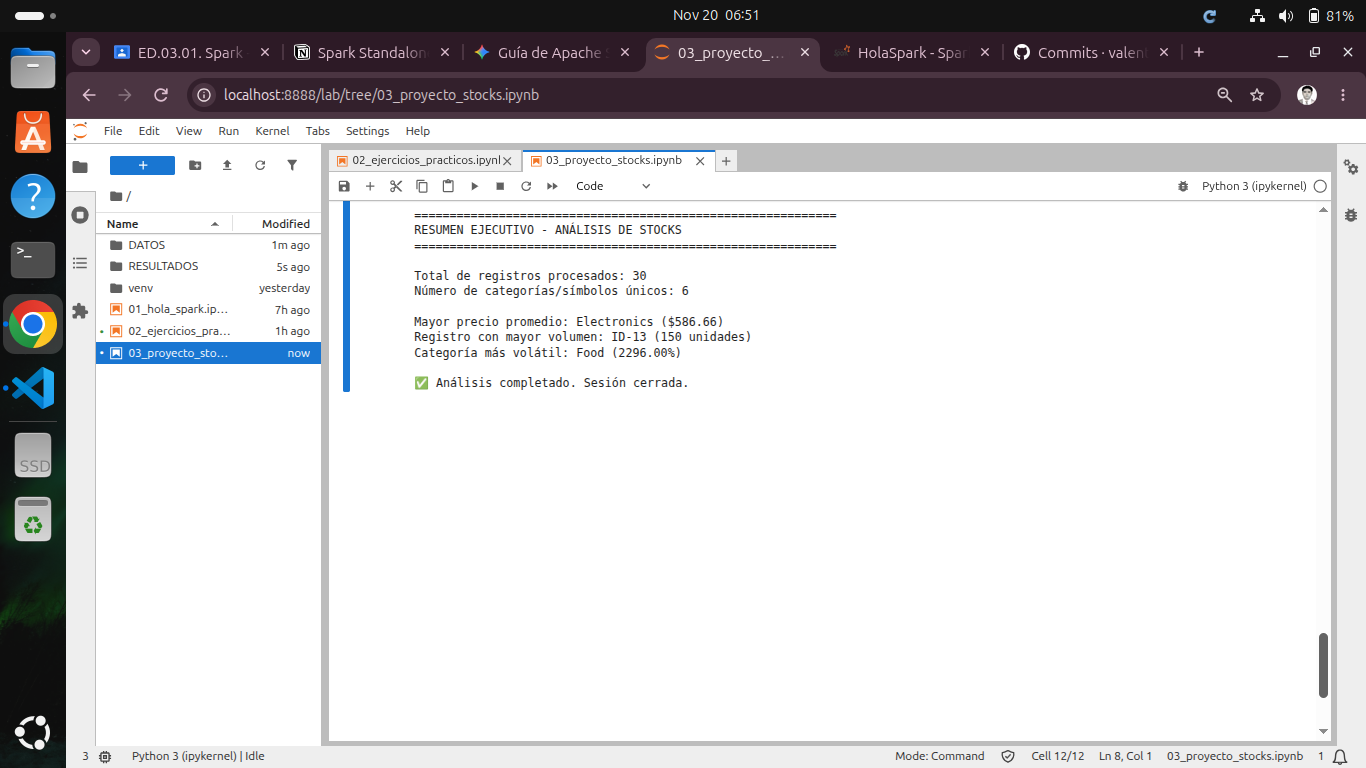 Nov 20 06:51
81%
ED.03.01. Spark
Spark Standalon
Guía de Apache S
03_proyecto_...
HolaSpark - Spar
Commits · valen
localhost:8888/lab/tree/03_proyecto_stocks.ipynb
File Edit View Run Kernel Tabs Settings Help
/
Name Modified
DATOS 1m ago
RESULTADOS 5s ago
venv yesterday
01_hola_spark.ip... 7h ago
02_ejercicios_pra... 1h ago
03_proyecto_sto... now
02_ejercicios_practicos.ipynl
03_proyecto_stocks.ipynb
Code
Python 3 (ipykernel)
============================================================
RESUMEN EJECUTIVO - ANÁLISIS DE STOCKS
============================================================
Total de registros procesados: 30
Número de categorías/símbolos únicos: 6
Mayor precio promedio: Electronics ($586.66)
Registro con mayor volumen: ID-13 (150 unidades)
Categoría más volátil: Food (2296.00%)
✅ Análisis completado. Sesión cerrada.
SSD
3 Python 3 (ipykernel) | Idle
Mode: Command Cell 12/12 Ln 8, Col 1 03_proyecto_stocks.ipynb 1